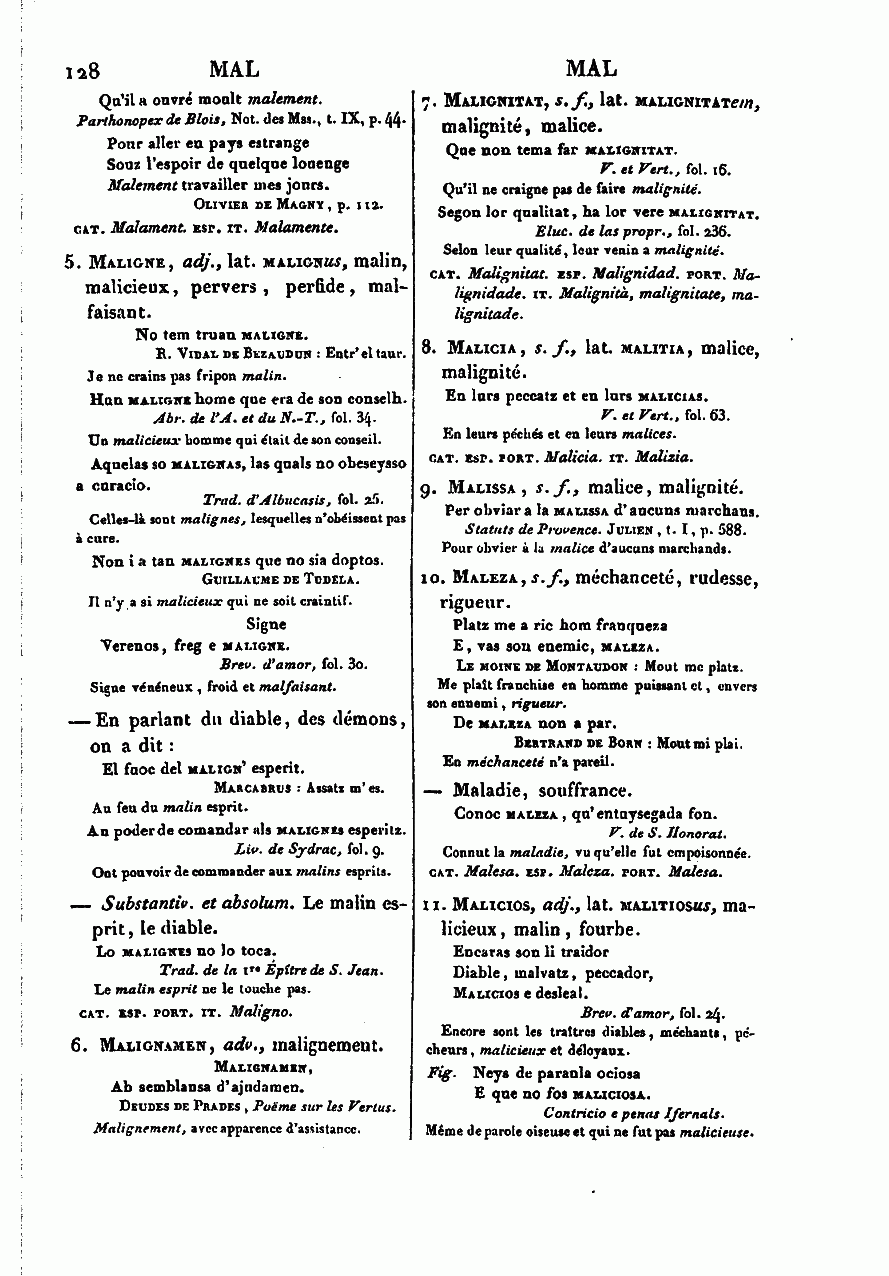 128 MAL MAL
Qu'il a ouvré moult malement.
Parthonopex de Blois, Not. des Mss., t. IX, p. 44.
Pour aller en pays estrange
Souz l'espoir de quelque louenge
Malement travailler mes jours.
OLIVIER DE MAGNY, p. 112.
CAT. Malament. ESP. IT. Malamente.
5. MALIGNE, adj., lat. MALIGNus, malin,
malicieux, pervers, perfide, mal-
faisant.
No tem truan MALIGNE.
R. VIDAL DE BEZAUDUN : Entr'el taur.
Je ne crains pas fripon malin.
Hun MALIGNE home que era de son conselh.
Abr. de l'A. et du N.-T., fol. 34.
Un malicieux homme qui était de son conseil.
Aquelas so MALIGNAS, las quals no obeseysso
a curacio.
Trad. d'Albucasis, fol. 25.
Celles-là sont malignes, lesquelles n'obéissent pas
à cure.
Non i a tan MALIGNES que no sia doptos.
GUILLAUME DE TUDELA.
Il n'y a si malicieux qui ne soit craintif.
Signe
Verenos, freg e MALIGNE.
Brev. d'amor, fol. 30.
Signe vénéneux, froid et malfaisant.
— En parlant du diable, des démons,
on a dit :
El fuoc del MALIGN' esperit.
MARCABRUS : Assatz m'es.
Au feu du malin esprit.
An poder de comandar als MALIGNES esperitz.
Liv. de Sydrac, fol. 9.
Ont pouvoir de commander aux malins esprits.
— Substantiv. et absolum. Le malin es-
prit, le diable.
Lo MALIGNES no lo toca.
Trad. de la 1re Épître de S. Jean.
Le malin esprit ne le touche pas.
CAT. ESP. PORT. IT. Maligno.
6. MALIGNAMEN, adv., malignement.
MALIGNAMEN,
Ab semblansa d'ajudamen.
DEUDES DE PRADES, Poëme sur les Vertus.
Malignement, avec apparence d'assistance.
7. MALIGNITAT, s. f., lat. MALIGNITATem,
malignité, malice.
Que non tema far MALIGNITAT.
V. et Vert., fol. 16.
Qu'il ne craigne pas de faire malignité.
Segon lor qualitat, ha lor vere MALIGNITAT.
Eluc. de las propr., fol. 236.
Selon leur qualité, leur venin a malignité.
CAT. Malignitat. ESP. Malignidad. PORT. Ma-
lignidade. IT. Malignità, malignitate, ma-
lignitade.
8. MALICIA, s. f., lat. MALITIA, malice,
malignité.
En lurs peccatz et en lurs MALICIAS.
V. et Vert., fol. 63.
En leurs péchés et en leurs malices.
CAT. ESP. PORT. Malicia. IT. Malizia.
9. MALISSA, s. f., malice, malignité.
Per obviar a la MALISSA d'aucuns marchans.
Statuts de Provence. JULIEN, t. I, p. 588.
Pour obvier à la malice d'aucuns marchands.
10. MALEZA, s. f., méchanceté, rudesse,
rigueur.
Platz me a ric hom franqueza
E, vas son enemic, MALEZA.
LE MOINE DE MONTAUDON : Mout me platz.
Me plaît franchise en homme puissant et, envers
son ennemi, rigueur.
De MALEZA non a par.
BERTRAND DE BORN : Mout mi plai.
En méchanceté n'a pareil.
— Maladie, souffrance.
Conoc MALEZA, qu'entuysegada fon.
V. de S. Honorat.
Connut la maladie, vu qu'elle fut empoisonnée.
CAT. Malesa. ESP. Maleza. PORT. Malesa.
11. MALICIOS, adj., lat. MALITIOSus, ma-
licieux, malin, fourbe.
Encaras son li traidor
Diable, malvatz, peccador,
MALICIOS e desleal.
Brev. d'amor, fol. 24.
Encore sont les traîtres diables, méchants, pé-
cheurs, malicieux et déloyaux.
Fig. Neys de paraula ociosa
E que no fos MALICIOSA.
Contricio e penas Ifernals.
Même de parole oiseuse et qui ne fut pas malicieuse.